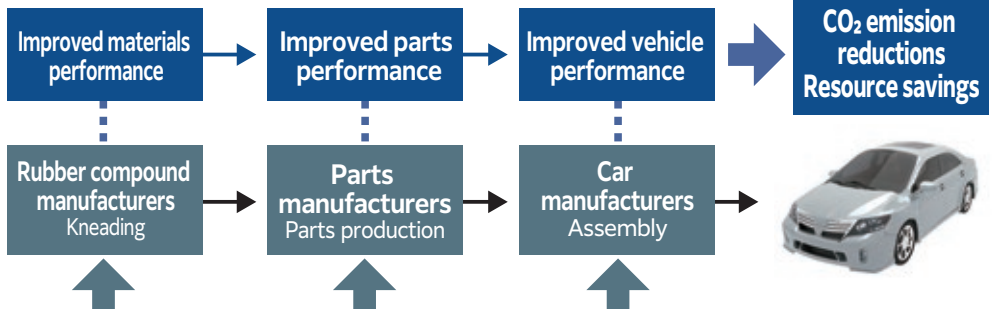 Improved materials
performance
Improved parts
performance
Improved vehicle
performance
CO₂ emission
reductions
Resource savings
Rubber compound
manufacturers
Kneading
Parts
manufacturers
Parts production
Car
manufacturers
Assembly